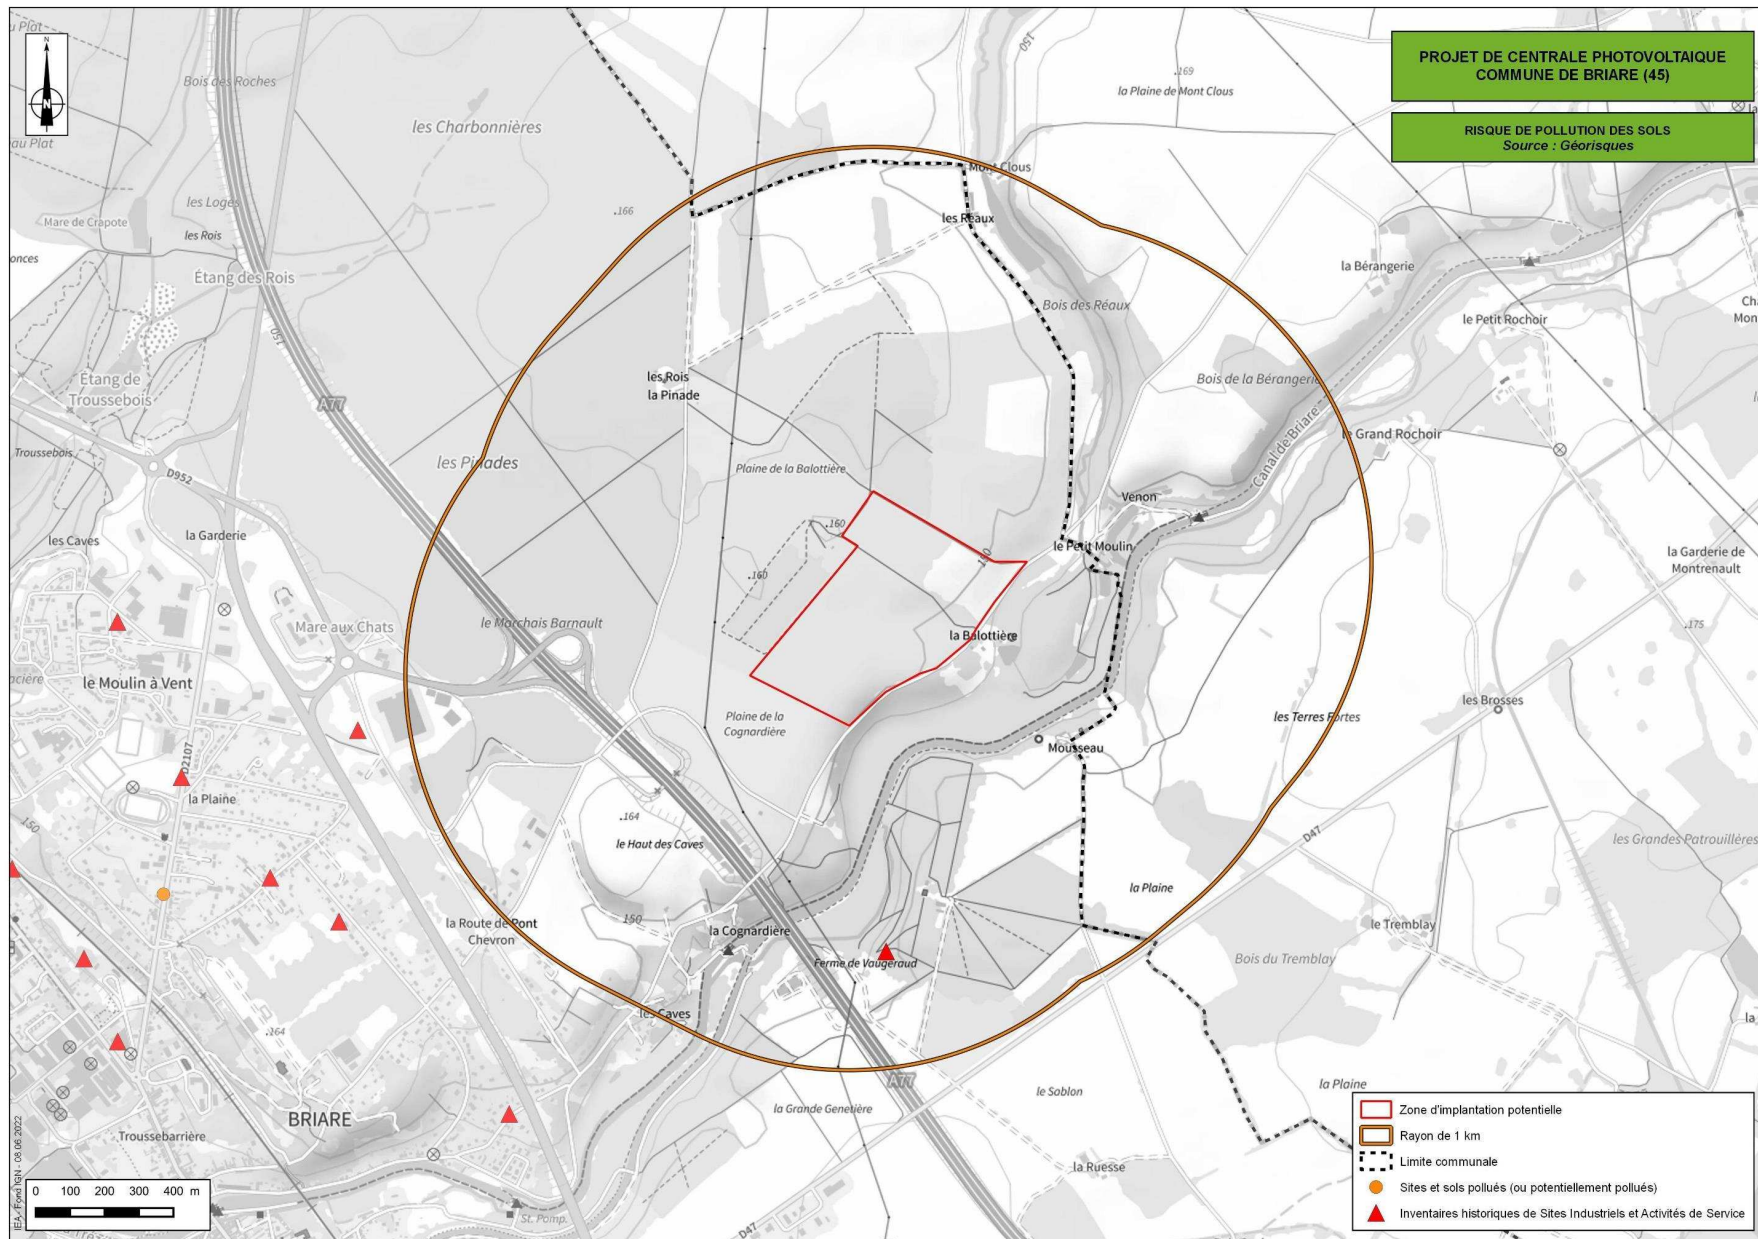 PROJET DE CENTRALE PHOTOVOLTAIQUE
COMMUNE DE BRIARE (45)
RISQUE DE POLLUTION DES SOLS
Source : Géorisques
N
N
Bois des Roches
les Charbonnières
150
.169
la Plaine de Mont Clous
les Loges
Mare de Crapote
les Rois
.166
Mont Clous
les Réaux
Étang des Rois
la Bérangerie
150
Bois des Réaux
le Petit Rochoir
Étang de
Troussebois
les Rois
la Pinade
Bois de la Bérangerie
A77
Troussebois
D952
les Pinades
Plaine de la Balottière
le Grand Rochoir
Canal de Briare
Venon
la Garderie
les Caves
.160
le Petit Moulin
150
la Garderie de
Montrenault
.160
Mare aux Chats
le Marchais Barnault
la Balottière
.175
le Moulin à Vent
les Brosses
Plaine de la
Cognardière
les Terres Fortes
Mousseau
D2107
la Plaine
150
.164
le Haut des Caves
D47
les Grandes Patrouillères
la Plaine
la Route de Pont
Chevron
150
la Cognardière
le Tremblay
Ferme de Vaugeraud
Bois du Tremblay
les Caves
.164
A77
la Plaine
le Sablon
BRIARE
la Grande Genetière
Troussebarrière
la Ruesse
St. Pomp.
D47
IEA - Fond IGN - 08.06.2022
0 100 200 300 400 m
Zone d'implantation potentielle
Rayon de 1 km
Limite communale
Sites et sols pollués (ou potentiellement pollués)
Inventaires historiques de Sites Industriels et Activités de Service